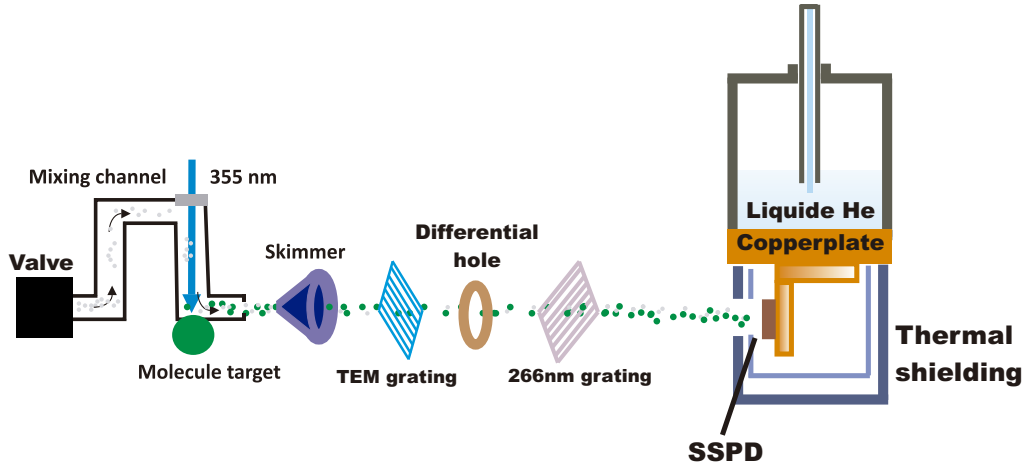 Mixing channel
355 nm
Valve
Skimmer
Differential
hole
Liquide He
Copperplate
Molecule target
TEM grating
266nm grating
Thermal
shielding
SSPD